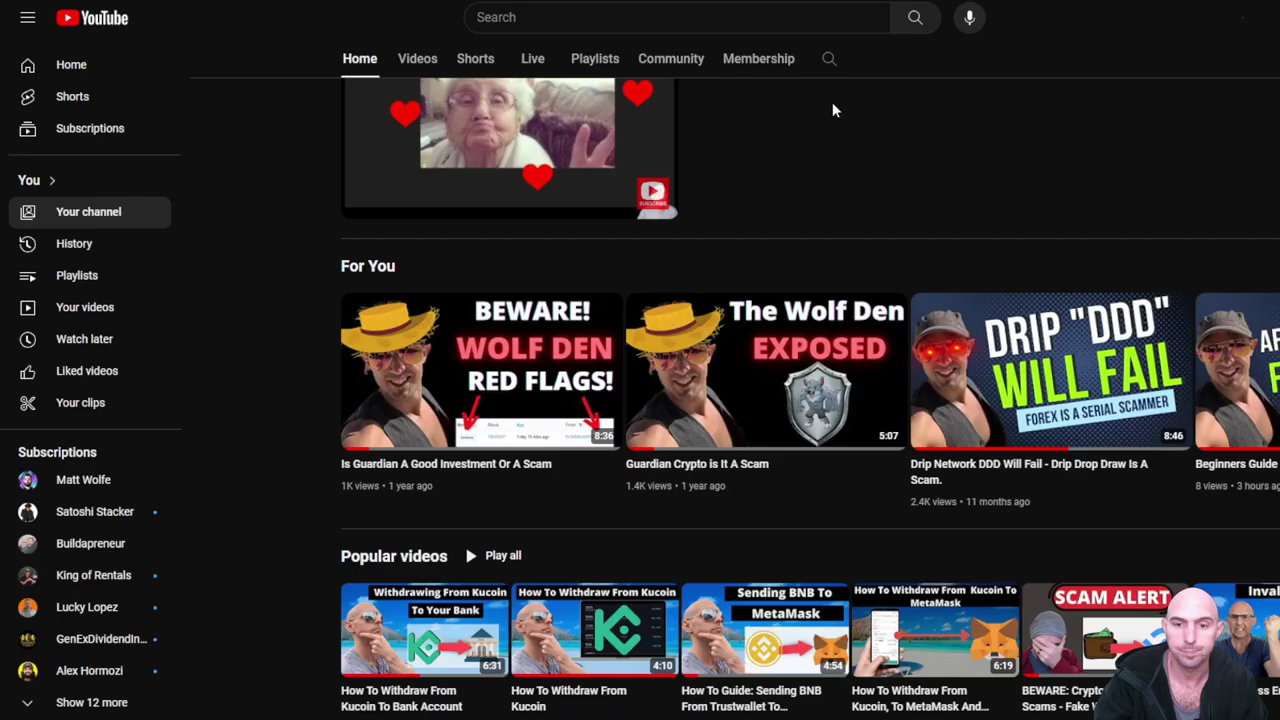 YouTube
Search
Home
Videos
Shorts
Live
Playlists
Community
Membership
Home
Shorts
Subscriptions
You
Your channel
History
Playlists
Your videos
Watch later
Liked videos
Your clips
Subscriptions
Matt Wolfe
Satoshi Stacker
Buildapreneur
King of Rentals
Lucky Lopez
GenExDividendIn...
Alex Hormozi
Show 12 more
SUBSCRIBE
For You
BEWARE!
WOLF DEN
RED FLAGS!
8:36
Is Guardian A Good Investment Or A Scam
1K views • 1 year ago
The Wolf Den
EXPOSED
5:07
Guardian Crypto is It A Scam
1.4K views • 1 year ago
DRIP "DDD"
WILL FAIL
FOREX IS A SERIAL SCAMMER
8:46
Drip Network DDD Will Fail - Drip Drop Draw Is A
Scam.
2.4K views • 11 months ago
Beginners Guide
8 views • 3 hours ag
Popular videos
Play all
Withdrawing From Kucoin
To Your Bank
6:31
How To Withdraw From
Kucoin To Bank Account
How To Withdraw From Kucoin
4:10
How To Withdraw From
Kucoin
Sending BNB To
MetaMask
4:54
How To Guide: Sending BNB
From Trustwallet To...
How To Withdraw From Kucoin To
MetaMask
6:19
How To Withdraw From
Kucoin, To MetaMask And...
SCAM ALERT
BEWARE: Crypto
Scams - Fake
Inval